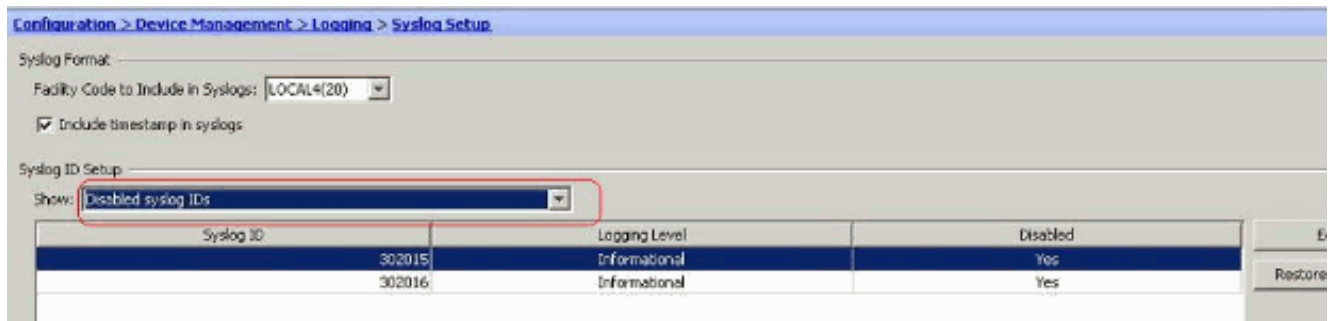 Configuration > Device Management > Logging > Syslog Setup
Syslog Format
Facility Code to Include in Syslogs: LOCAL4(20)
Include timestamp in syslogs
Syslog ID Setup
Show: Disabled syslog IDs
Syslog ID Logging Level Disabled
302015 Informational Yes
302016 Informational Yes
Restore